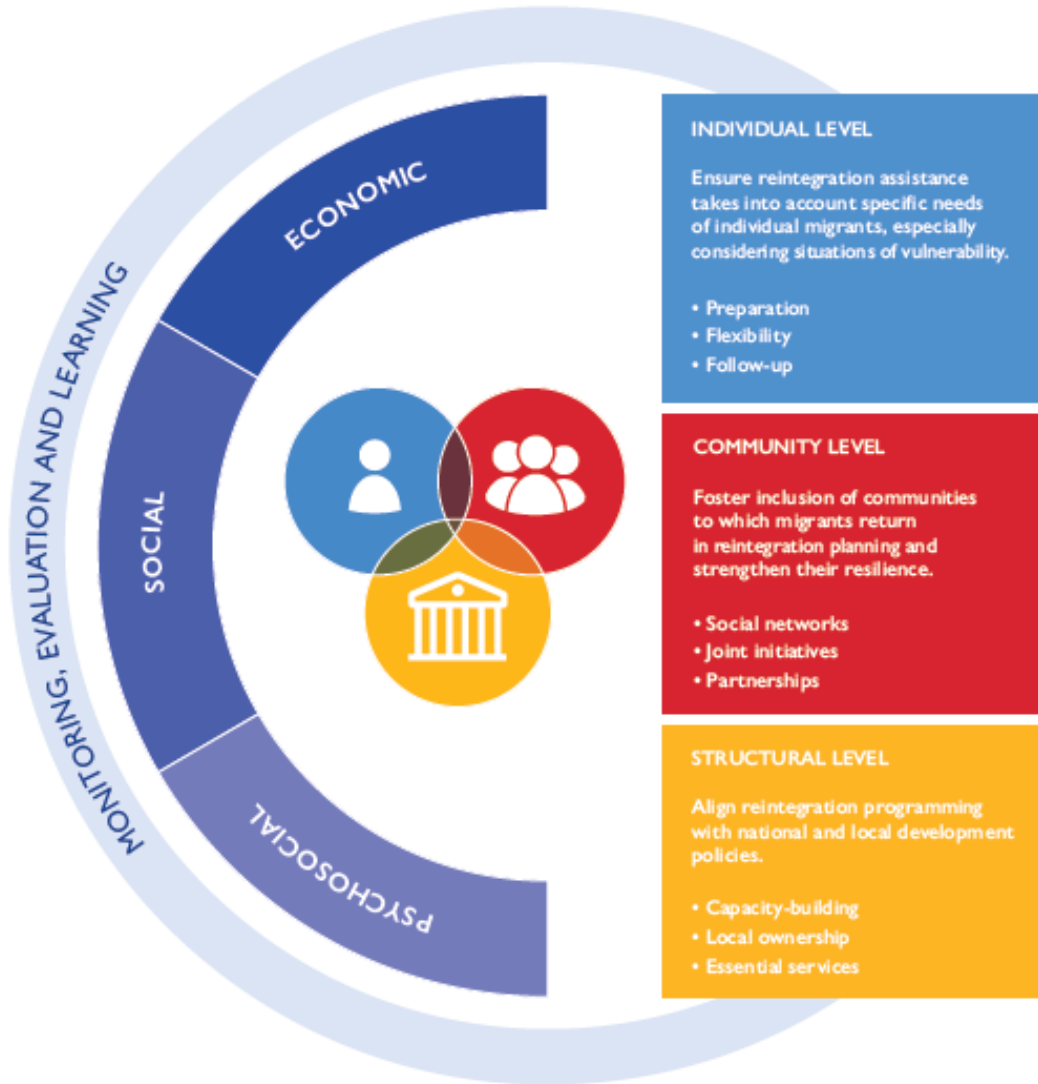 MONITORING, EVALUATION AND LEARNING
ECONOMIC
SOCIAL
PSYCHOSOCIAL
INDIVIDUAL LEVEL
Ensure reintegration assistance
takes into account specific needs
of individual migrants, especially
considering situations of vulnerability.
• Preparation
• Flexibility
• Follow-up
COMMUNITY LEVEL
Foster inclusion of communities
to which migrants return
in reintegration planning and
strengthen their resilience.
• Social networks
• Joint initiatives
• Partnerships
STRUCTURAL LEVEL
Align reintegration programming
with national and local development
policies.
• Capacity-building
• Local ownership
• Essential services